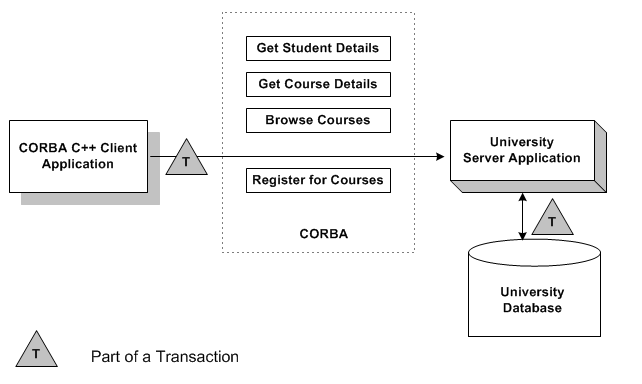 Get Student Details
Get Course Details
Browse Courses
CORBA C++ Client
Application
T
University
Server Application
Register for Courses
CORBA
T
University
Database
T
Part of a Transaction